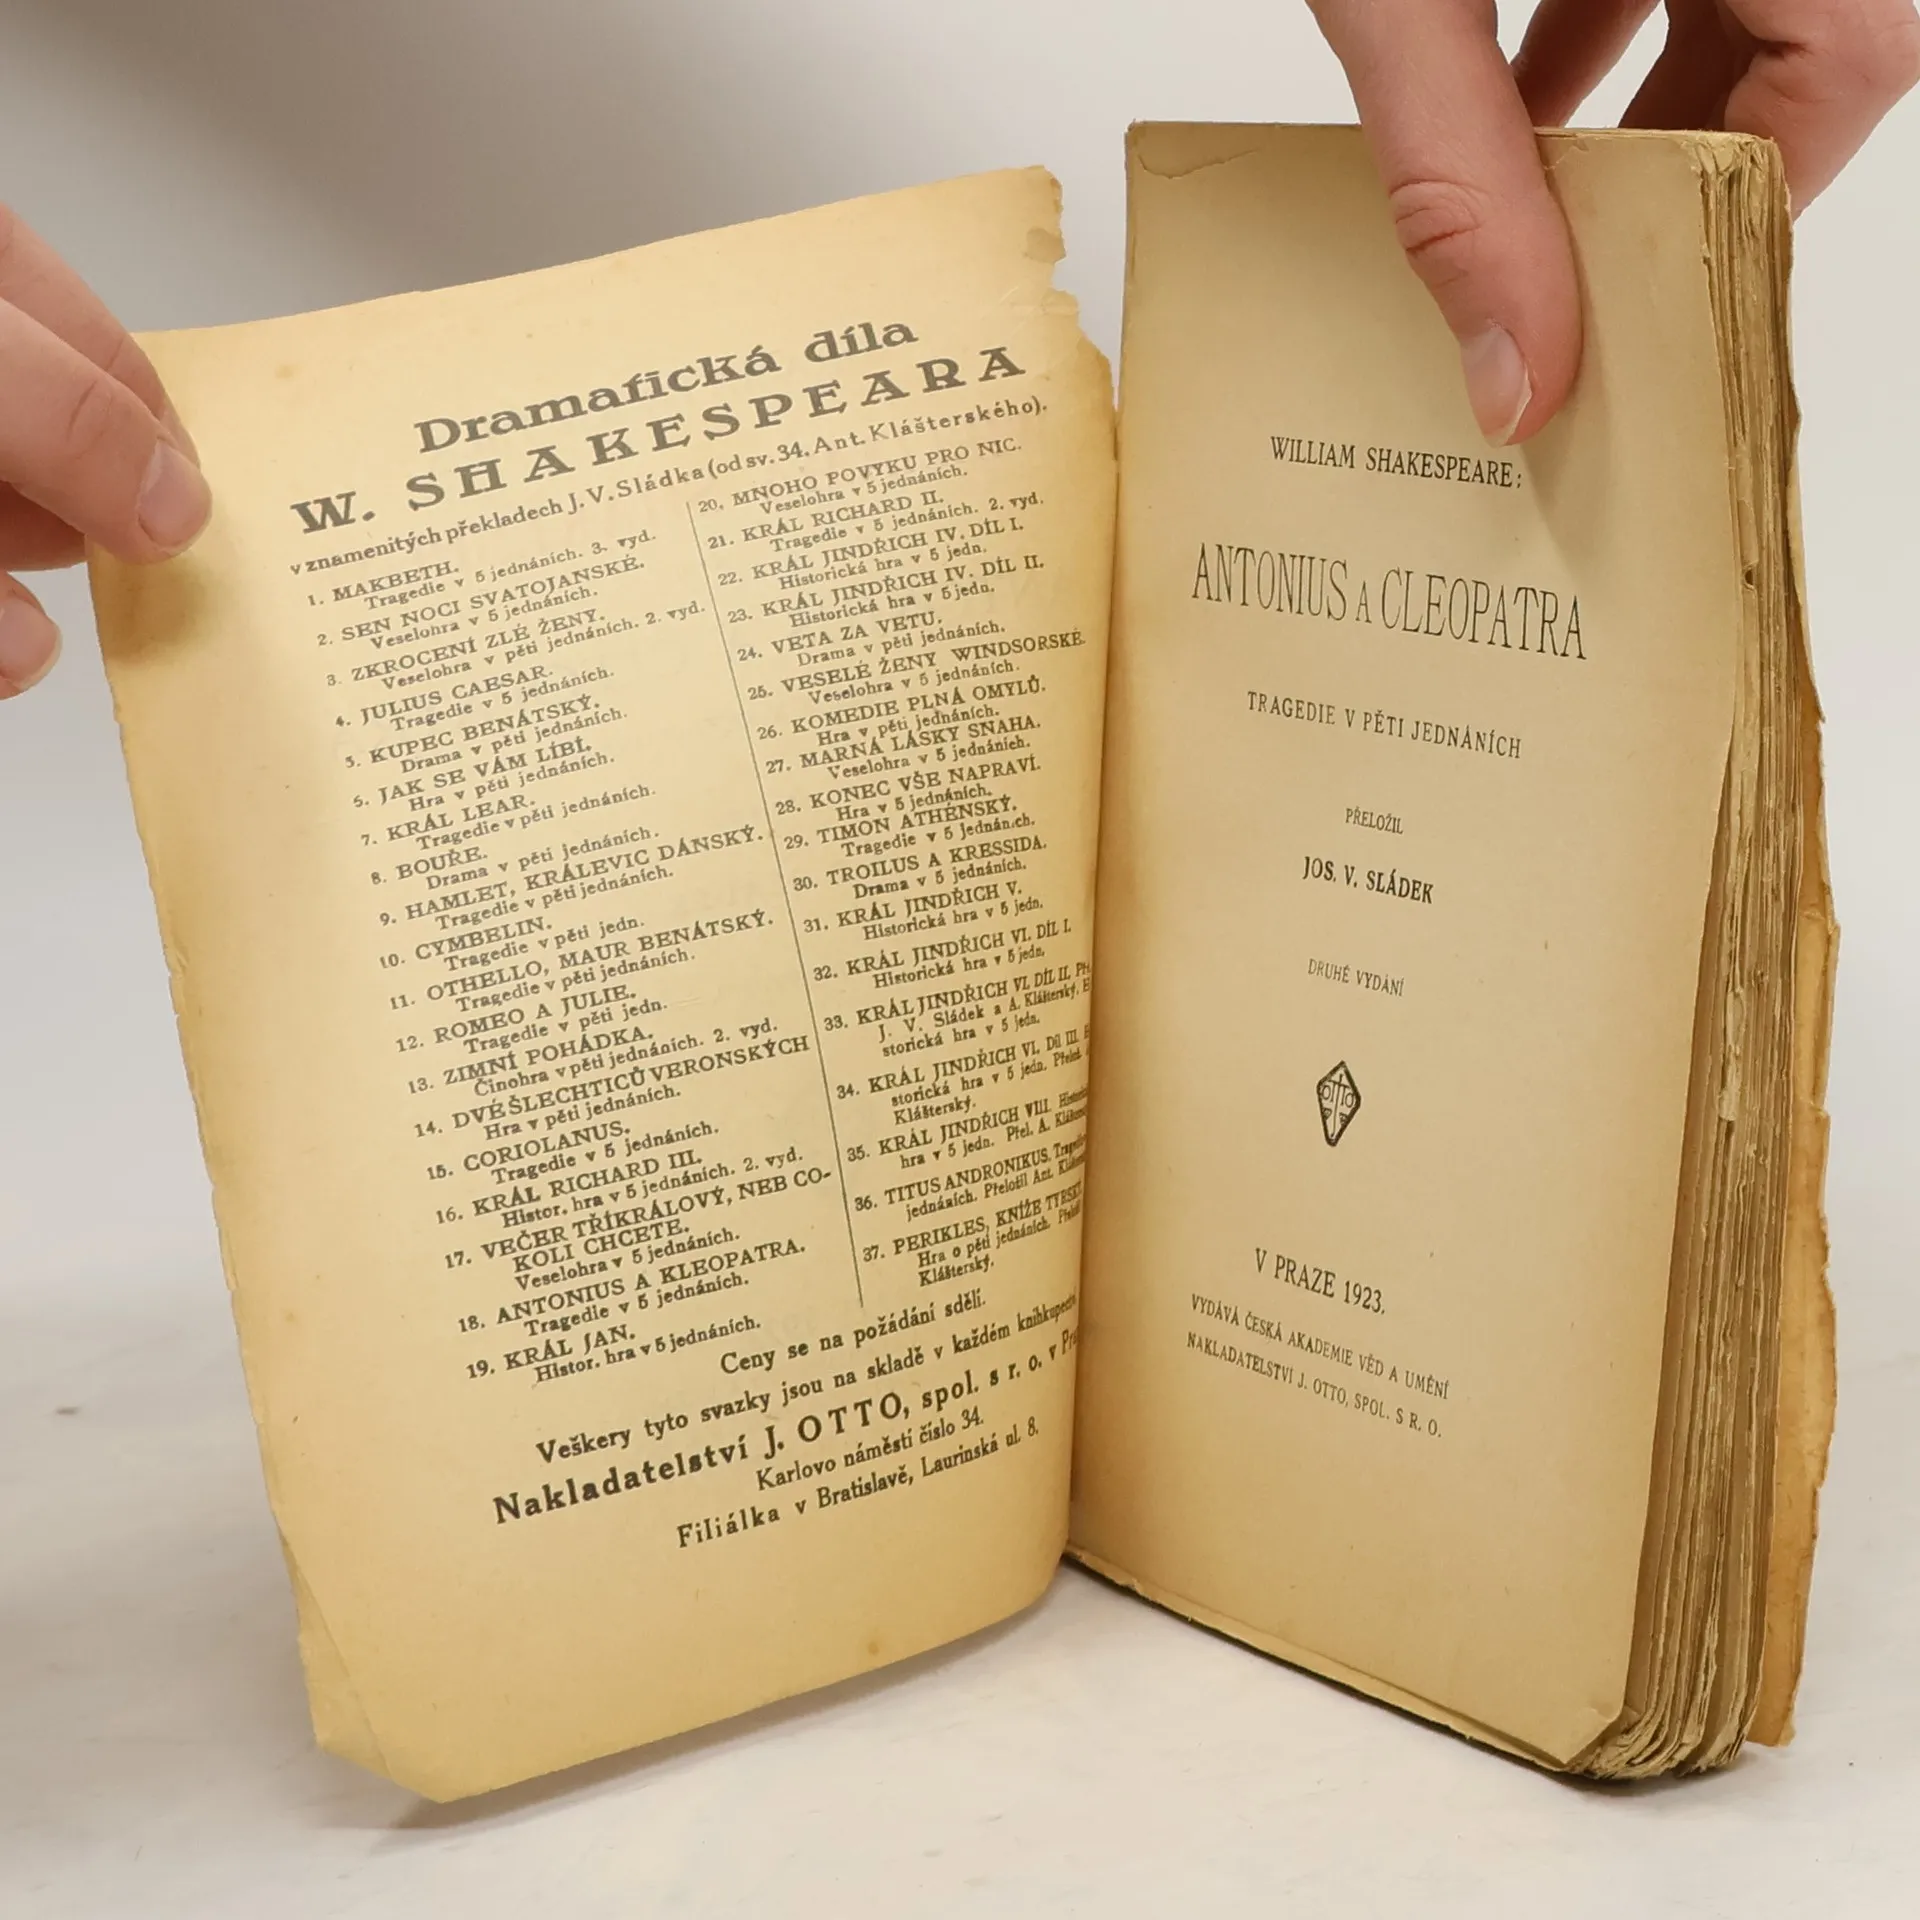 Dramatická díla
W. SHAKESPEARA
v znamenitých překladech J. V. Sládka (od sv. 34. Ant. Klášterského).
1. MAKBETH.
Tragedie v 5 jednáních. 3. vyd.
2. SEN NOCI SVATOJANSKÉ.
Veselohra v 5 jednáních.
3. ZKROCENÍ ZLÉ ŽENY.
Veselohra v pěti jednáních. 2. vyd.
4. JULIUS CAESAR.
Tragedie v 5 jednáních.
5. KUPEC BENÁTSKÝ.
Drama v pěti jednáních.
6. JAK SE VÁM LÍBÍ.
Hra v pěti jednáních.
7. KRÁL LEAR.
Tragedie v pěti jednáních.
8. BOUŘE.
Drama v pěti jednáních.
9. HAMLET, KRÁLEVIC DÁNSKÝ.
Tragedie v pěti jednáních.
10. CYMBELIN.
Tragedie v pěti jedn.
11. OTHELLO, MAUR BENÁTSKÝ.
Tragedie v pěti jednáních.
12. ROMEO A JULIE.
Tragedie v pěti jedn.
13. ZIMNÍ POHÁDKA.
Činohra v pěti jednáních. 2. vyd.
14. DVÉ ŠLECHTICŮ VERONSKÝCH
Hra v pěti jednáních.
15. CORIOLANUS.
Tragedie v 5 jednáních.
16. KRÁL RICHARD III.
Histor. hra v 5 jednáních. 2. vyd.
17. VEČER TŘÍKRÁLOVÝ, NEB CO-
KOLI CHCETE.
Veselohra v 5 jednáních.
18. ANTONIUS A KLEOPATRA.
Tragedie v 5 jednáních.
19. KRÁL JAN.
Histor. hra v 5 jednáních.
20. MNOHO POVYKU PRO NIC.
Veselohra v 5 jednáních.
21. KRÁL RICHARD II.
Tragedie v 5 jednáních. 2. vyd.
22. KRÁL JINDŘICH IV. DÍL I.
Historická hra v 5 jedn.
23. KRÁL JINDŘICH IV. DÍL II.
Historická hra v 5 jedn.
24. VETA ZA VETU.
Drama v pěti jednáních.
25. VESELÉ ŽENY WINDSORSKÉ.
Veselohra v 5 jednáních.
26. KOMEDIE PLNÁ OMYLŮ.
Hra v pěti jednáních.
27. MARNÁ LÁSKY SNAHA.
Veselohra v 5 jednáních.
28. KONEC VŠE NAPRAVÍ.
Hra v 5 jednáních.
29. TIMON ATHÉNSKÝ.
Tragedie v 5 jednáních.
30. TROILUS A KRESSIDA.
Drama v 5 jednáních.
31. KRÁL JINDŘICH V.
Historická hra v 5 jedn.
32. KRÁL JINDŘICH VI. DÍL I.
Historická hra v 5 jedn.
33. KRÁL JINDŘICH VI. DÍL II.
J. V. Sládek a A. Klášterský.
storická hra v 5 jedn.
34. KRÁL JINDŘICH VI. Díl III.
storická hra v 5 jedn.
Klášterský.
35. KRÁL JINDŘICH VIII.
hra v 5 jedn. Přel. A.
36. TITUS ANDRONIKUS.
jednáních. Přeložil Ant.
37. PERIKLES, KNÍŽE
Hra o pěti jednáních.
Klášterský.
Ceny se na požádání sdělí.
Veškery tyto svazky jsou na skladě v každém
Nakladatelství J. OTTO, spol. s r. o. v
Karlovo náměstí číslo 34.
Filiálka v Bratislavě, Laurinská ul. 8.
WILLIAM SHAKESPEARE:
ANTONIUS A CLEOPATRA
TRAGEDIE V PĚTI JEDNÁNÍCH
PŘELOŽIL
JOS. V. SLÁDEK
DRUHÉ VYDÁNÍ
OTTO
V PRAZE 1923.
VYDÁVÁ ČESKÁ AKADEMIE VĚD A UMĚNÍ
NAKLADATELSTVÍ J. OTTO, SPOL. S R. O.